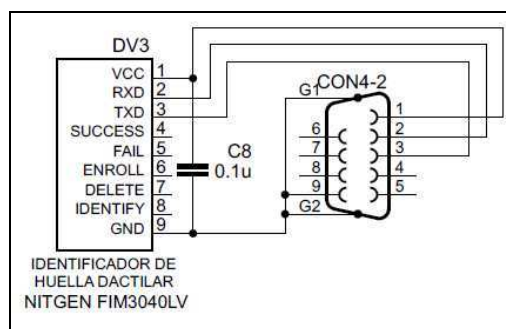 DV3
VCC 1
RXD 2
TXD 3
SUCCESS 4
FAIL 5
ENROLL 6
DELETE 7
IDENTIFY 8
GND 9
IDENTIFICADOR DE
HUELLA DACTILAR
NITGEN FIM3040LV
C8
0.1u
CON4-2
G1
1
6
2
7
3
8
4
9
5
G2